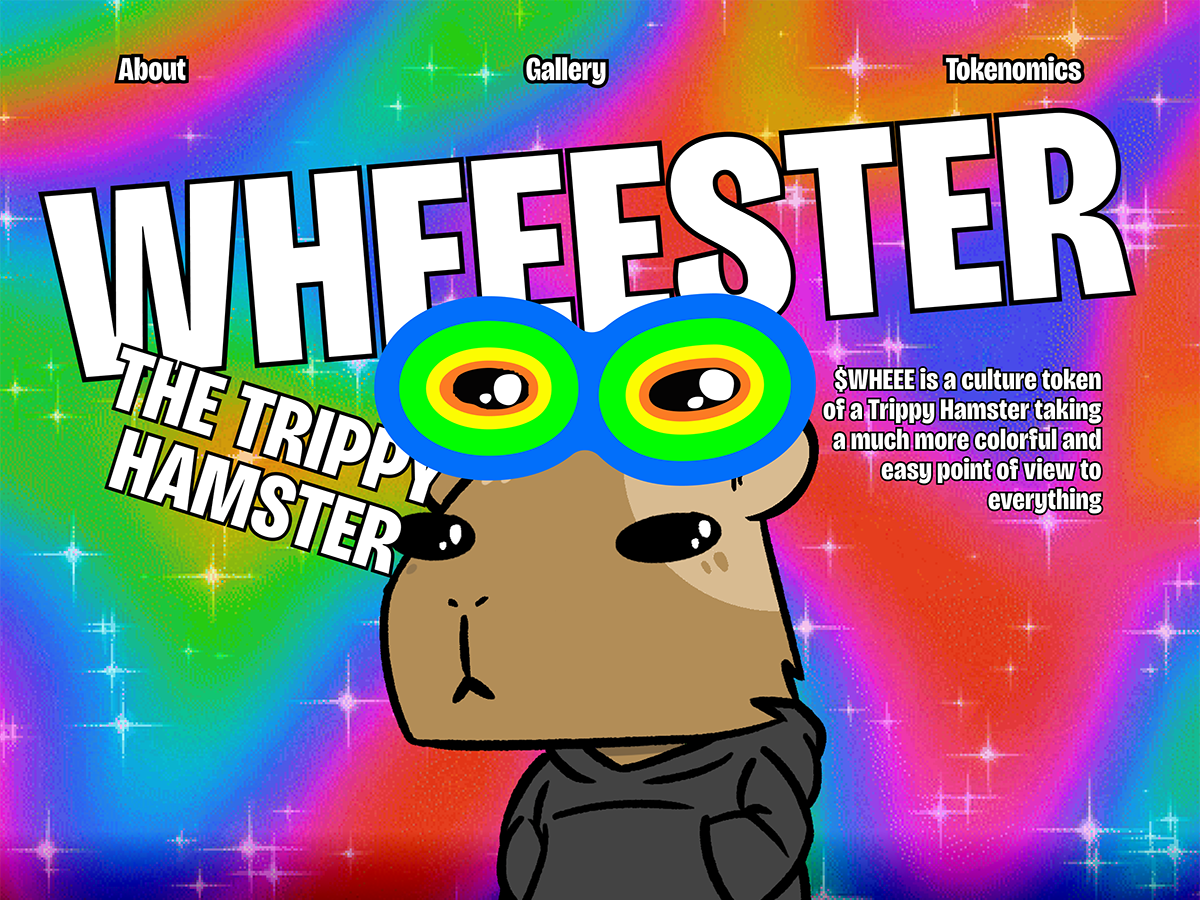 About
Gallery
Tokenomics
WHEEESTER
THE TRIPPY
HAMSTER
$WHEEE is a culture token
of a Trippy Hamster taking
a much more colorful and
easy point of view to
everything